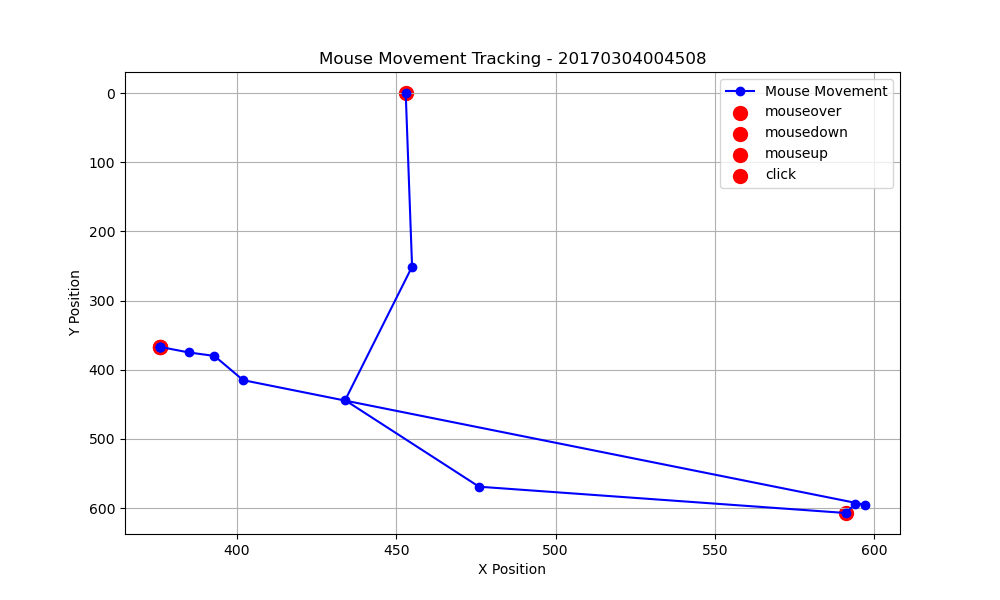 Mouse Movement Tracking - 20170304004508
Mouse Movement
mouseover
mousedown
mouseup
click
0
100
200
300
400
500
600
Y Position
400
450
500
550
600
X Position